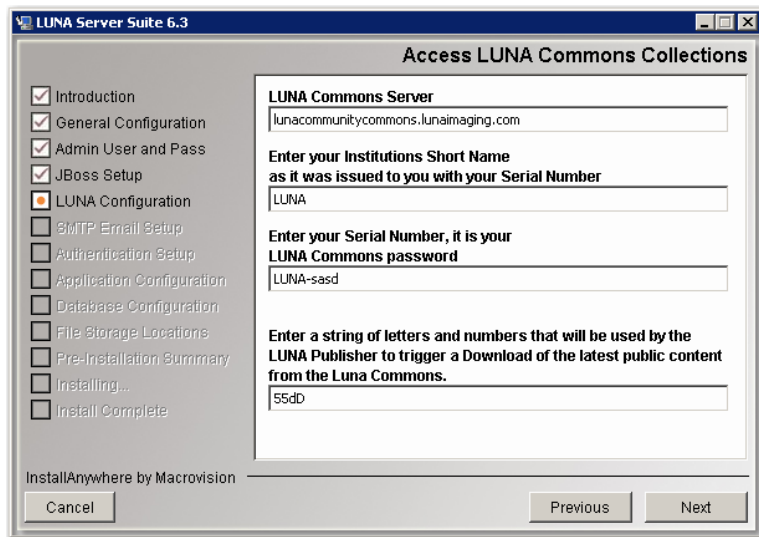 LUNA Server Suite 6.3
Access LUNA Commons Collections
Introduction
General Configuration
Admin User and Pass
JBoss Setup
LUNA Configuration
SMTP Email Setup
Authentication Setup
Application Configuration
Database Configuration
File Storage Locations
Pre-Installation Summary
Installing...
Install Complete
LUNA Commons Server
lunacommunitycommons.lunaimaging.com
Enter your Institutions Short Name
as it was issued to you with your Serial Number
LUNA
Enter your Serial Number, it is your
LUNA Commons password
LUNA-sasd
Enter a string of letters and numbers that will be used by the
LUNA Publisher to trigger a Download of the latest public content
from the Luna Commons.
55dD
InstallAnywhere by Macrovision
Cancel
Previous
Next